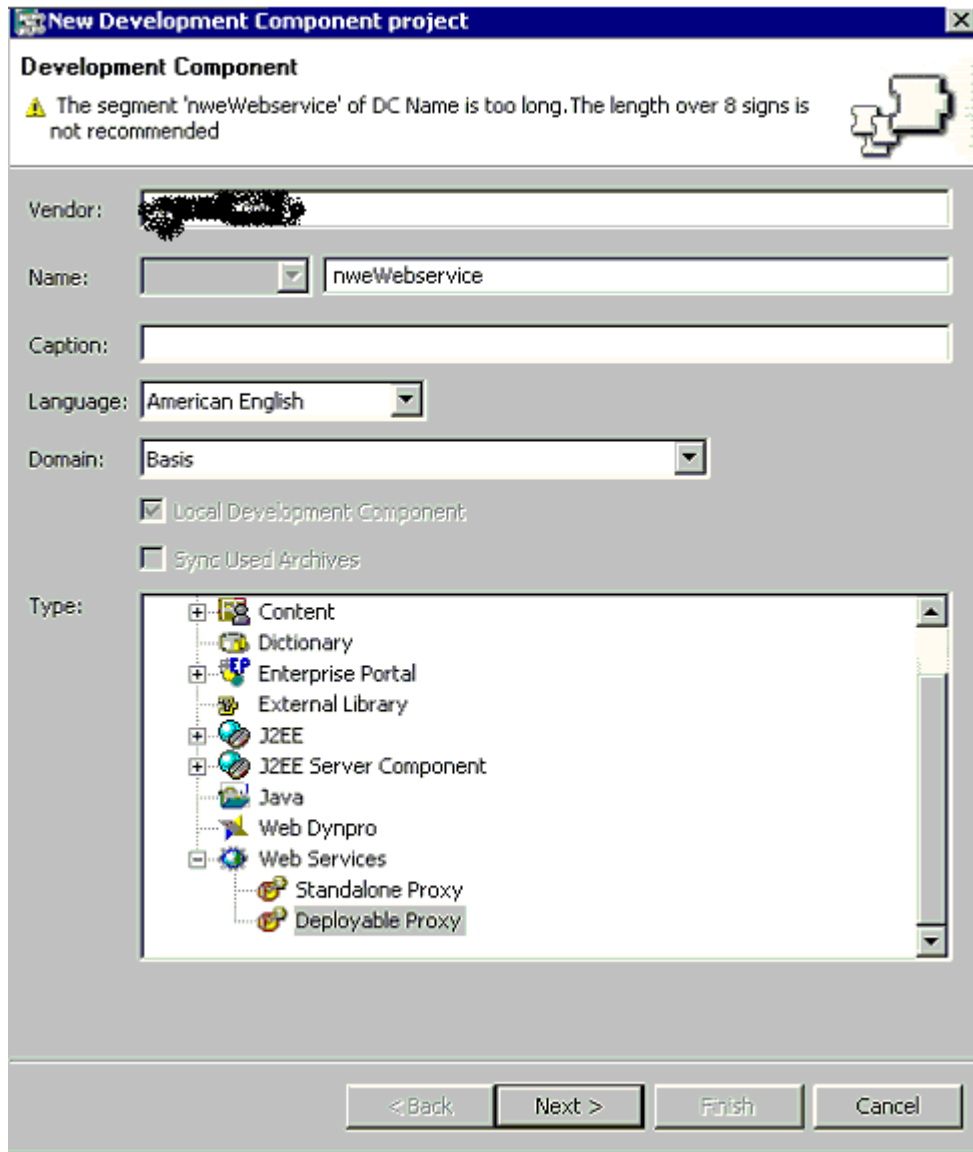 New Development Component project
Development Component
The segment 'nweWebservice' of DC Name is too long.The length over 8 signs is
not recommended
Vendor:
Name: nweWebservice
Caption:
Language: American English
Domain: Basis
Local Development Component
Sync Used Archives
Type:
Content
Dictionary
Enterprise Portal
External Library
J2EE
J2EE Server Component
Java
Web Dynpro
Web Services
Standalone Proxy
Deployable Proxy
< Back Next > Finish Cancel